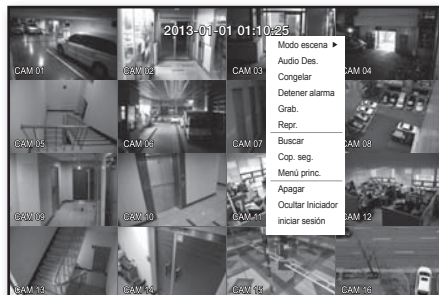 2013-01-01 01:10:25
CAM 01
CAM 02
CAM 03
CAM 04
Modo escena ▶
Audio Des.
Congelar
Detener alarma
Grab.
Repr.
Buscar
Cop. seg.
Menú princ.
Apagar
Ocultar Iniciador
iniciar sesión
CAM 05
CAM 06
CAM 07
CAM 08
CAM 09
CAM 10
CAM 11
CAM 12
CAM 13
CAM 14
CAM 15
CAM 16